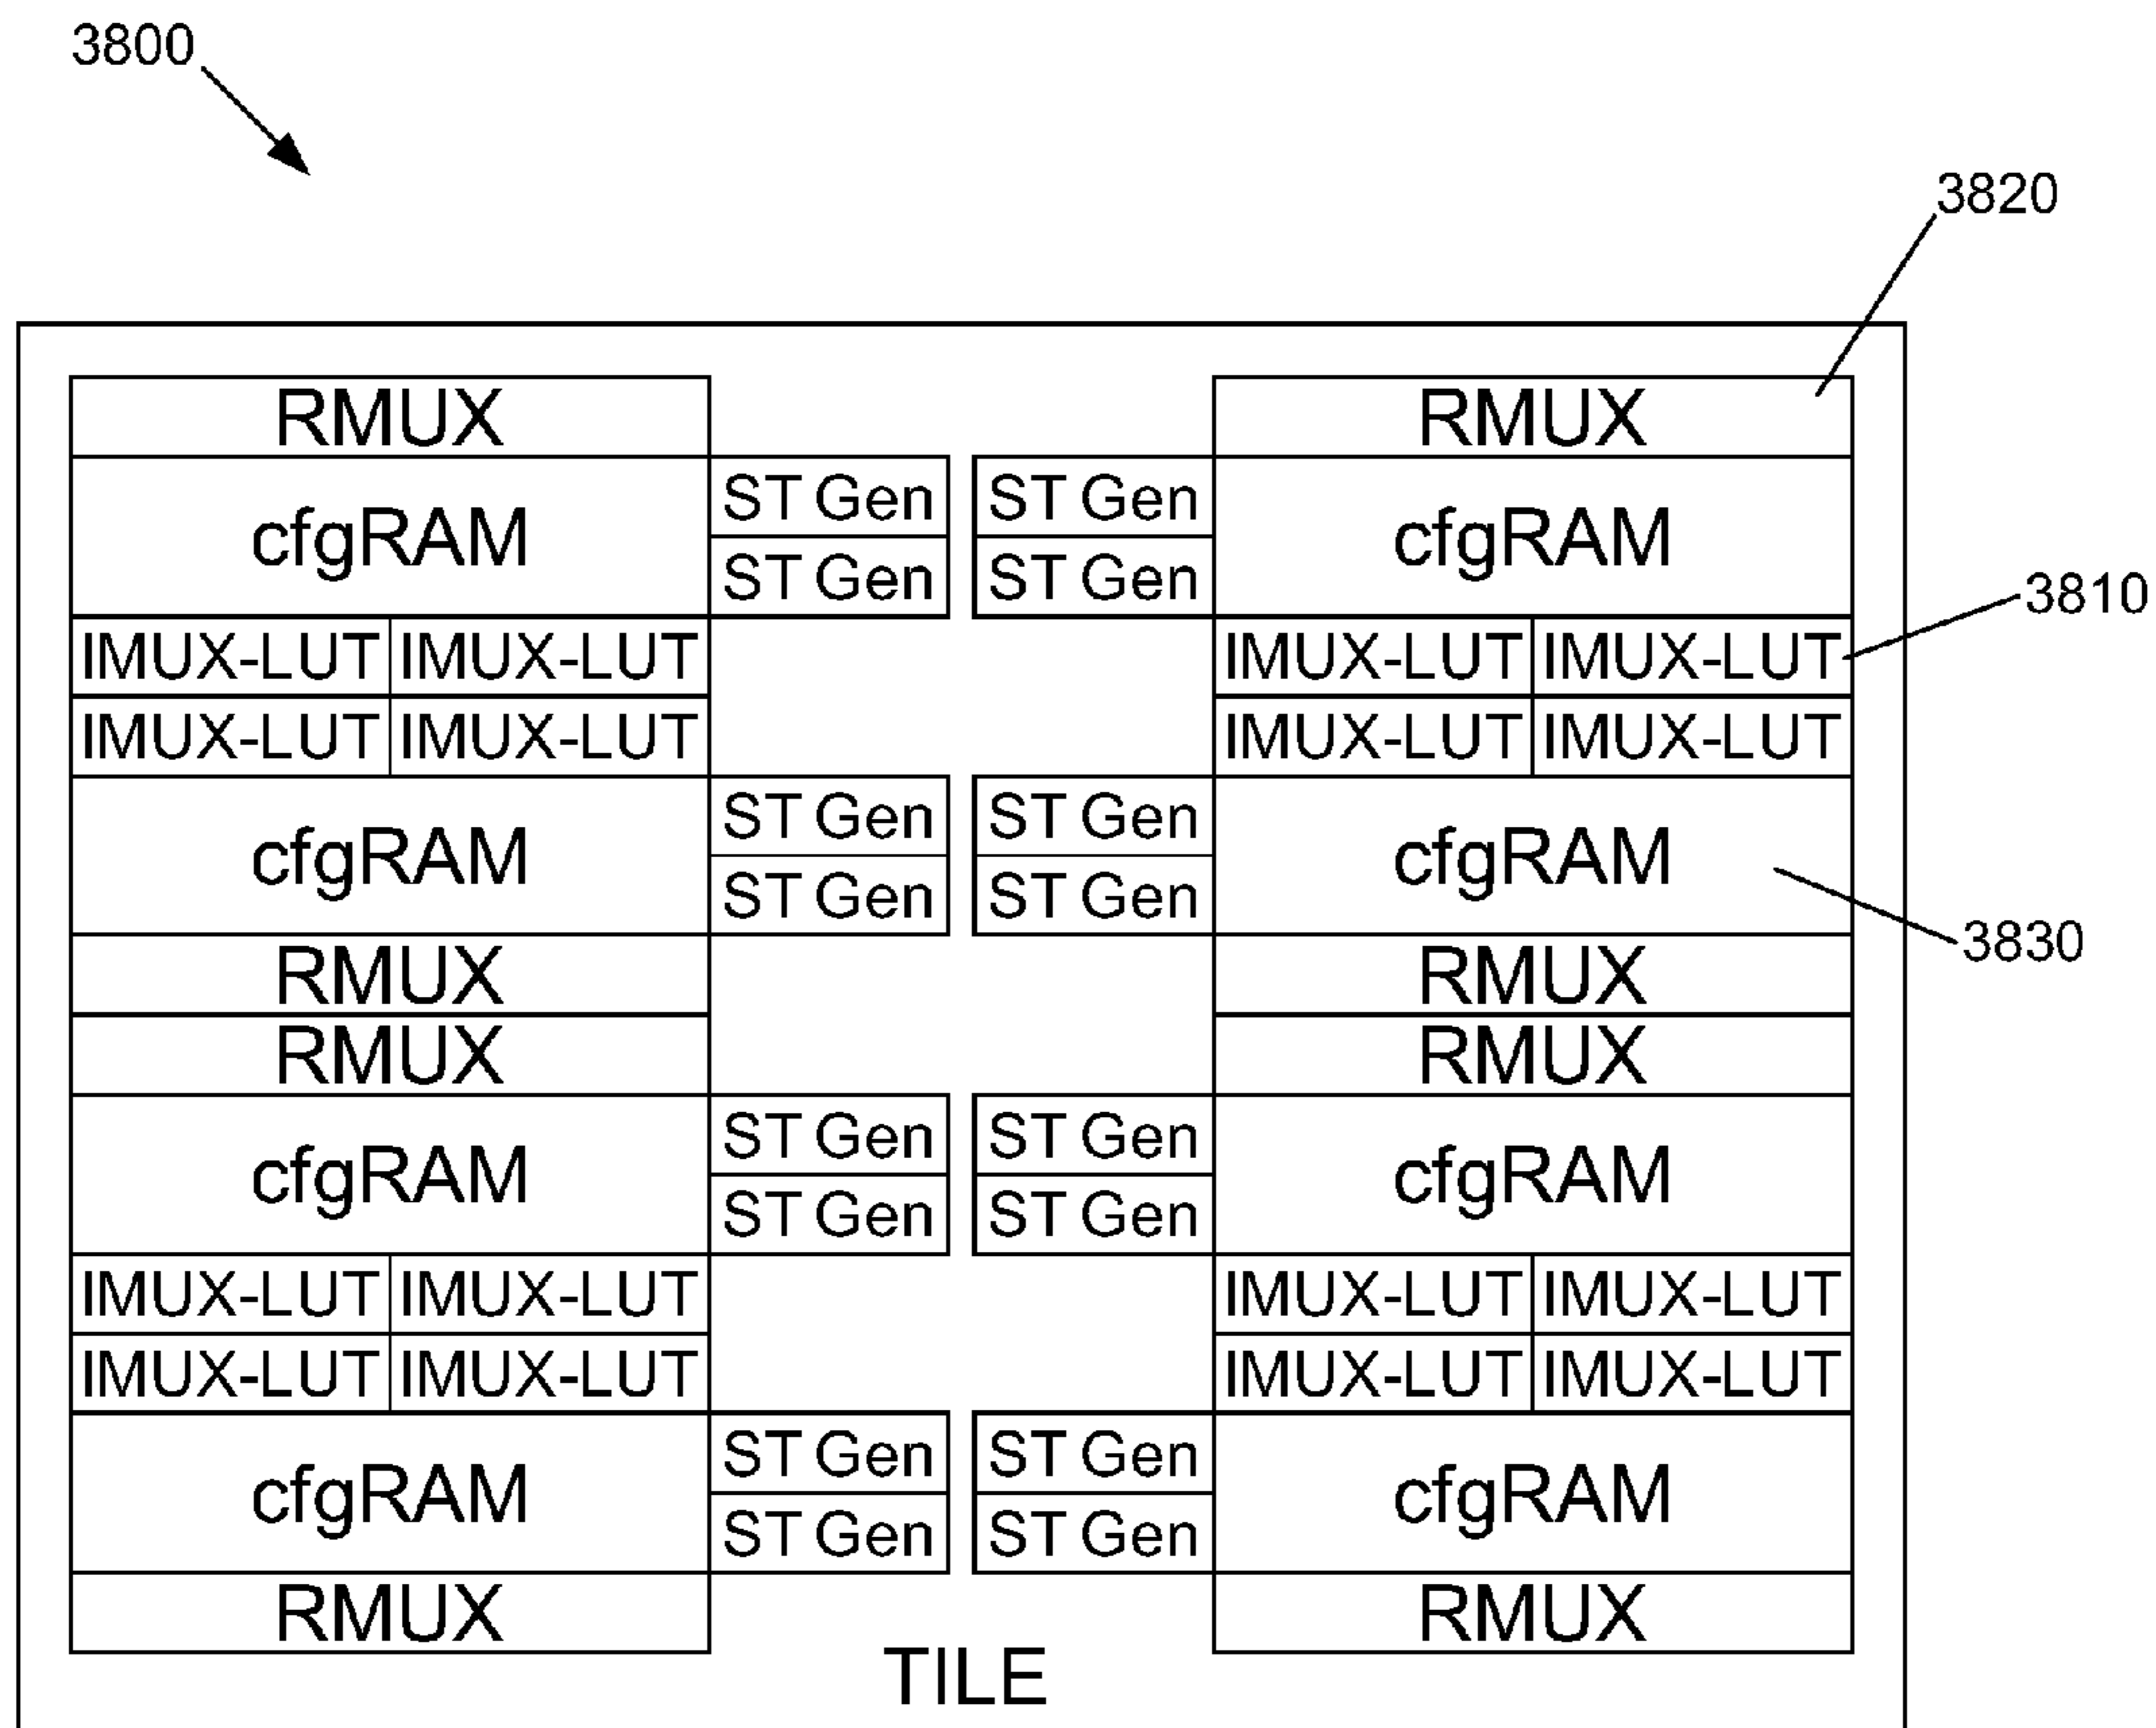 3800
3820
RMUX RMUX
ST Gen ST Gen
cfgRAM cfgRAM
ST Gen ST Gen
3810
IMUX-LUT IMUX-LUT IMUX-LUT IMUX-LUT
IMUX-LUT IMUX-LUT IMUX-LUT IMUX-LUT
ST Gen ST Gen
cfgRAM cfgRAM
ST Gen ST Gen
3830
RMUX RMUX
RMUX RMUX
ST Gen ST Gen
cfgRAM cfgRAM
ST Gen ST Gen
IMUX-LUT IMUX-LUT IMUX-LUT IMUX-LUT
IMUX-LUT IMUX-LUT IMUX-LUT IMUX-LUT
ST Gen ST Gen
cfgRAM cfgRAM
ST Gen ST Gen
RMUX RMUX
TILE